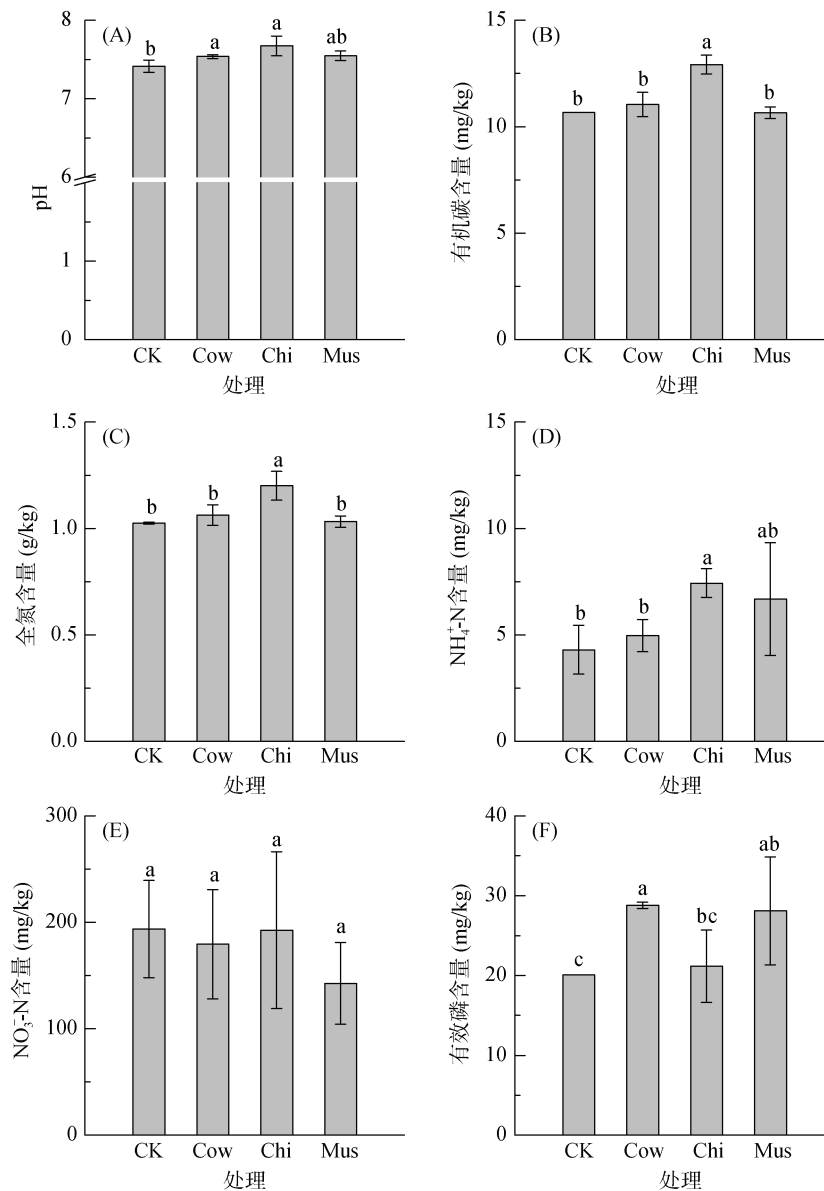 (A)
pH
8
7
6
1
0
b
a
a
ab
CK Cow Chi Mus
处理
(B)
有机碳含量 (mg/kg)
15
10
5
0
b
b
a
b
CK Cow Chi Mus
处理
(C)
全氮含量 (g/kg)
1.5
1.0
0.5
0.0
b
b
a
b
CK Cow Chi Mus
处理
(D)
NH₄⁺-N含量 (mg/kg)
15
10
5
0
b
b
a
ab
CK Cow Chi Mus
处理
(E)
NO₃⁻-N含量 (mg/kg)
300
200
100
0
a
a
a
a
CK Cow Chi Mus
处理
(F)
有效磷含量 (mg/kg)
40
30
20
10
0
c
a
bc
ab
CK Cow Chi Mus
处理